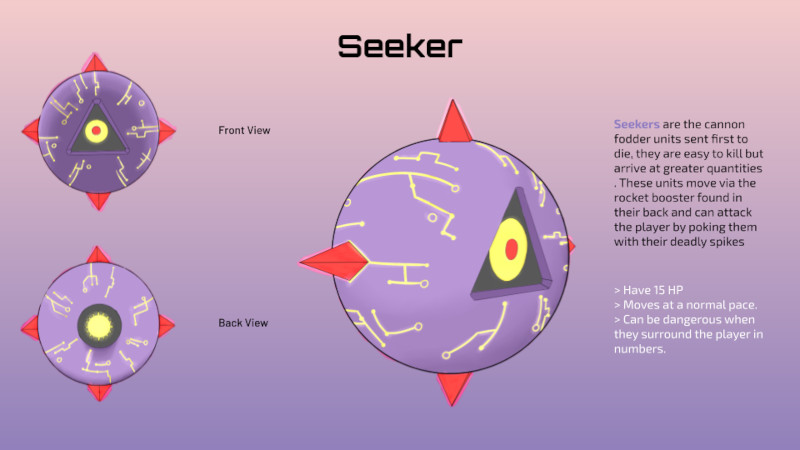 Seeker
Front View
Back View
Seekers are the cannon
fodder units sent first to
die, they are easy to kill but
arrive at greater quantities
. These units move via the
rocket booster found in
their back and can attack
the player by poking them
with their deadly spikes
> Have 15 HP
> Moves at a normal pace.
> Can be dangerous when
they surround the player in
numbers.